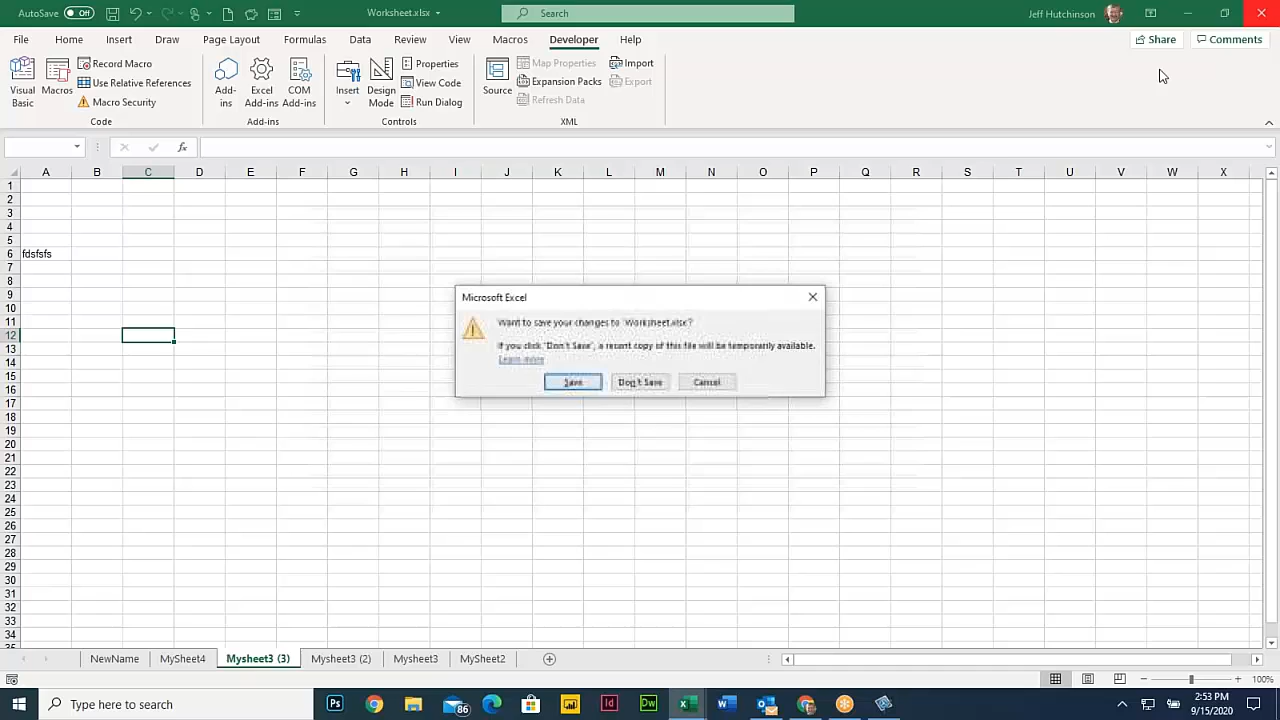 AutoSave Off Worksheet.xlsx Search Jeff Hutchinson
File Home Insert Draw Page Layout Formulas Data Review View Macros Developer Help Share Comments
Visual Basic
Macros
Record Macro
Use Relative References
Macro Security
Code
Add-ins
Excel Add-ins
COM Add-ins
Add-ins
Insert
Design Mode
Properties
View Code
Run Dialog
Controls
Source
Map Properties
Expansion Packs
Refresh Data
Import
Export
XML
fx
A B C D E F G H I J K L M N O P Q R S T U V W X
1
2
3
4
5
6 fdsfsfs
7
8
9
10
11
12
13
14
15
16
17
18
19
20
21
22
23
24
25
26
27
28
29
30
31
32
33
34
Microsoft Excel
Want to save your changes to 'Worksheet.xlsx'?
If you click "Don't Save", a recent copy of this file will be temporarily available.
Learn more
Save Don't Save Cancel
NewName MySheet4 Mysheet3 (3) Mysheet3 (2) Mysheet3 MySheet2
100%
Type here to search
Ps
86
Id
Dw
2:53 PM
9/15/2020